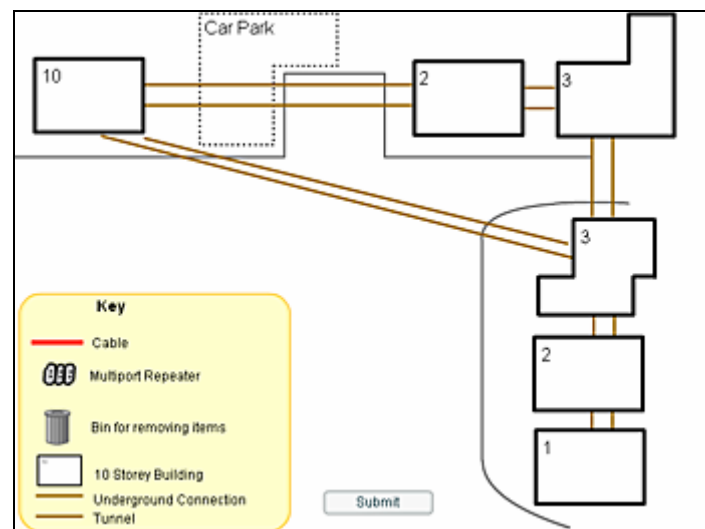 Car Park
10
2
3
3
2
1
Key
Cable
Multiport Repeater
Bin for removing items
10 Storey Building
Underground Connection
Tunnel
Submit